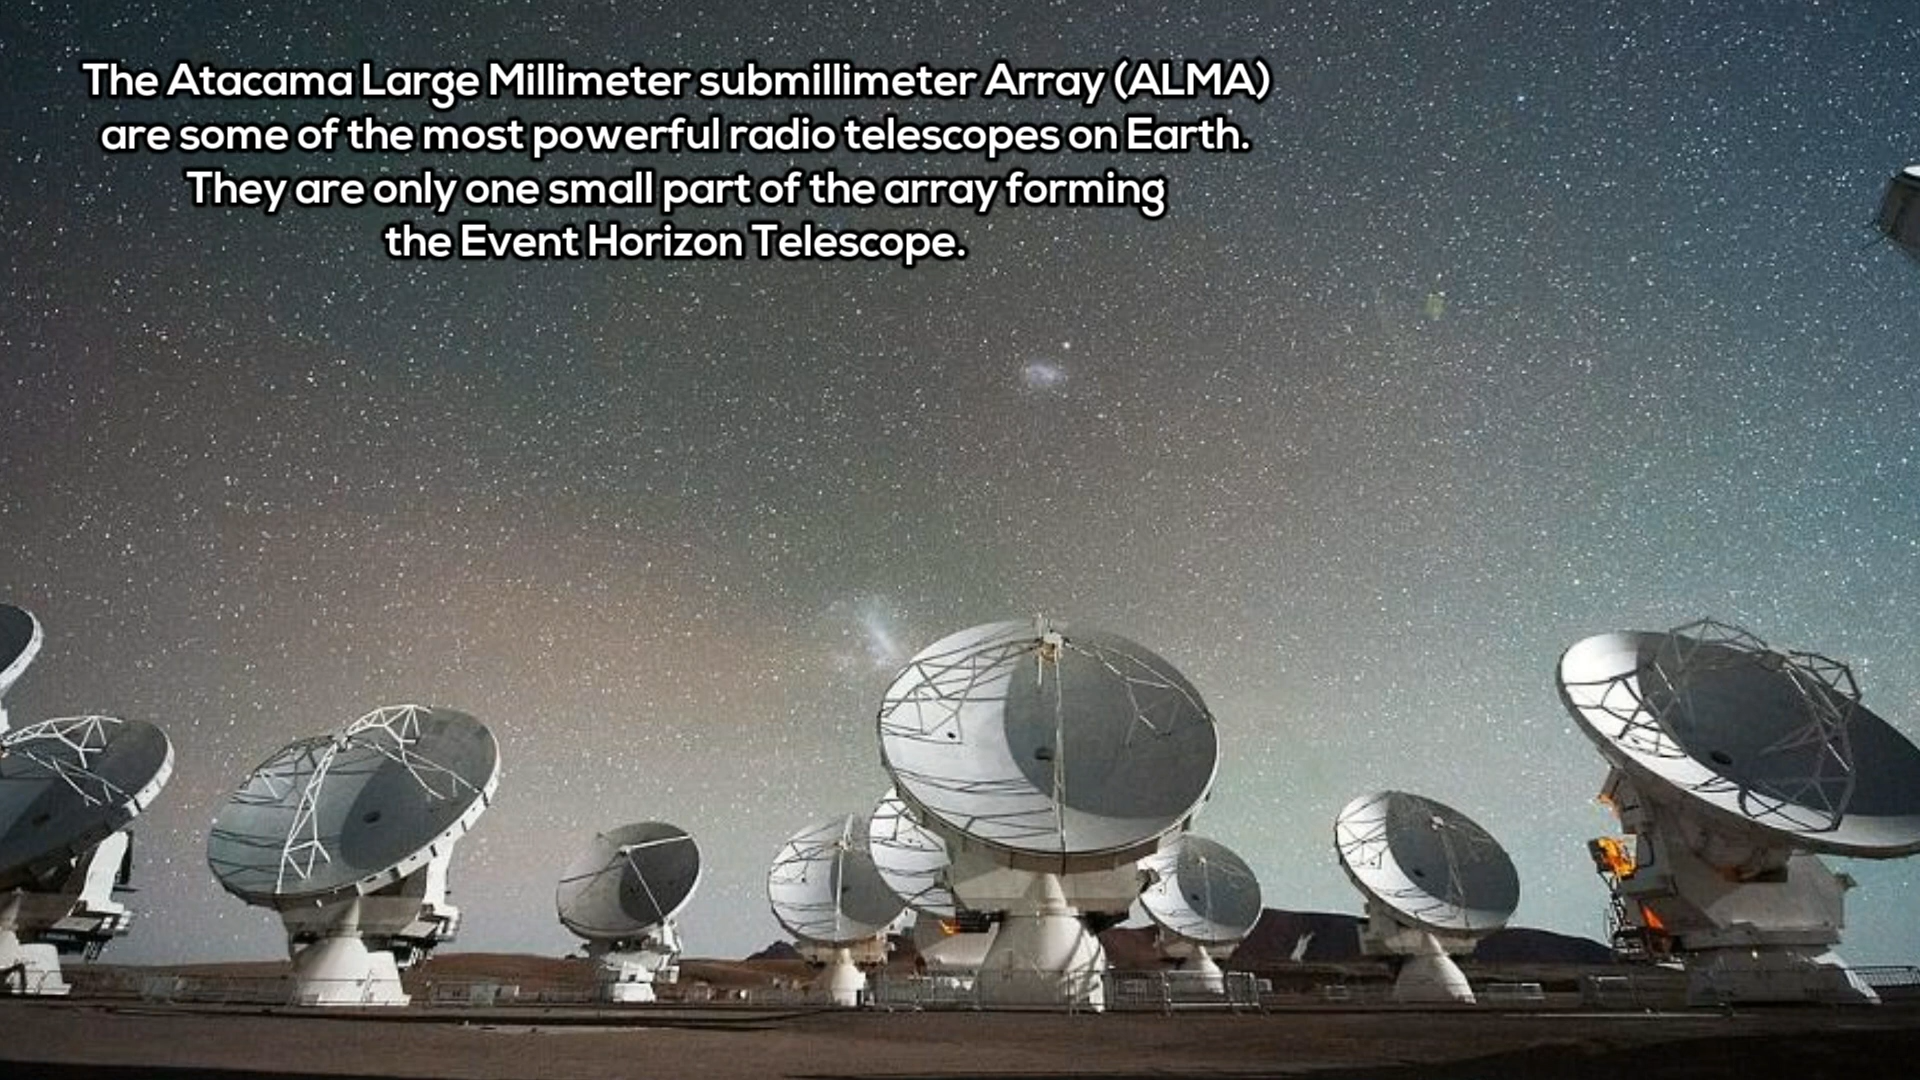 The Atacama Large Millimeter submillimeter Array (ALMA)
are some of the most powerful radio telescopes on Earth.
They are only one small part of the array forming
the Event Horizon Telescope.